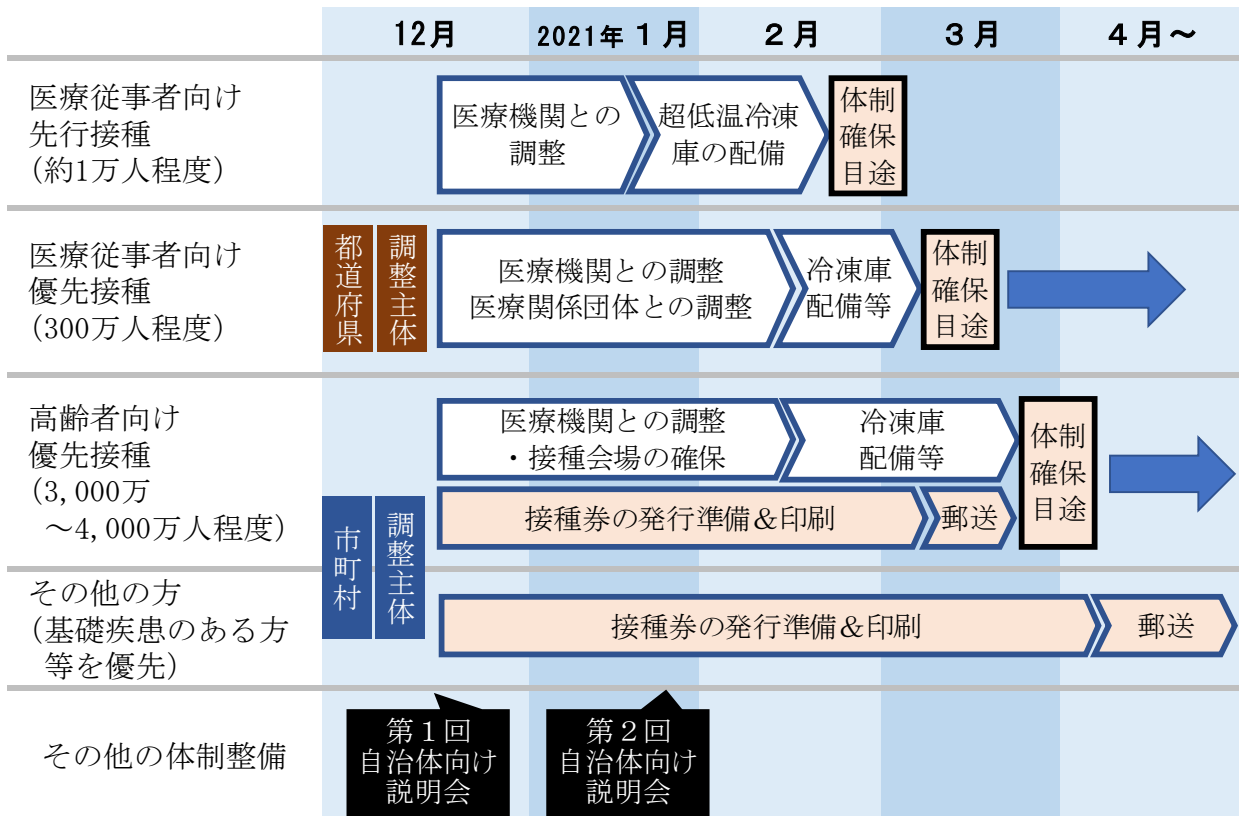 12月
2021年 1月
2月
3月
4月～
医療従事者向け
先行接種
（約1万人程度）
医療機関との
調整
超低温冷凍
庫の配備
体制
確保
目途
医療従事者向け
優先接種
（300万人程度）
都道府県
調整主体
医療機関との調整
医療関係団体との調整
冷凍庫
配備等
体制
確保
目途
高齢者向け
優先接種
（3,000万
～4,000万人程度）
医療機関との調整
・接種会場の確保
冷凍庫
配備等
接種券の発行準備＆印刷
郵送
体制
確保
目途
市町村
調整主体
その他の方
（基礎疾患のある方
等を優先）
接種券の発行準備＆印刷
郵送
その他の体制整備
第１回
自治体向け
説明会
第２回
自治体向け
説明会